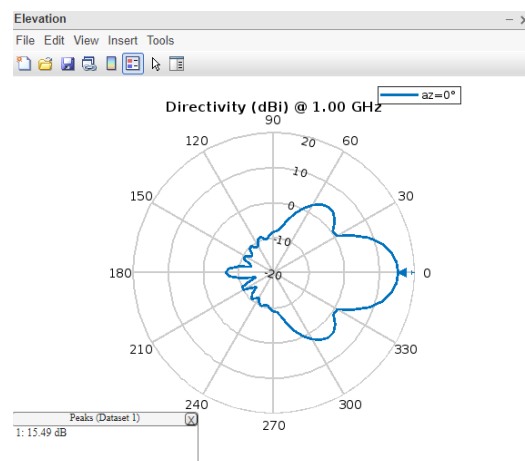 Elevation
File Edit View Insert Tools
az=0°
Directivity (dBi) @ 1.00 GHz
90
120
20
60
150
10
30
0
-10
180
-20
0
210
330
240
300
270
Peaks (Dataset 1)
1: 15.49 dB